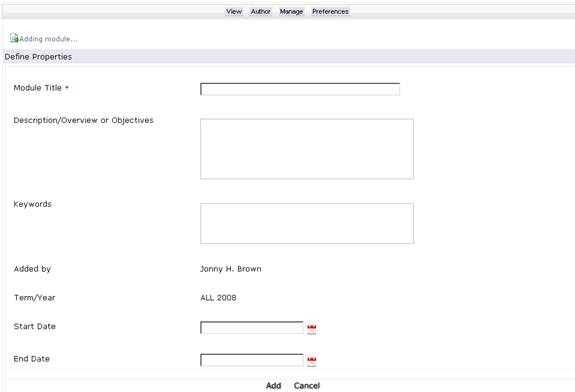 View Author Manage Preferences
Adding module...
Define Properties
Module Title *
Description/Overview or Objectives
Keywords
Added by Jonny H. Brown
Term/Year ALL 2008
Start Date
End Date
Add Cancel